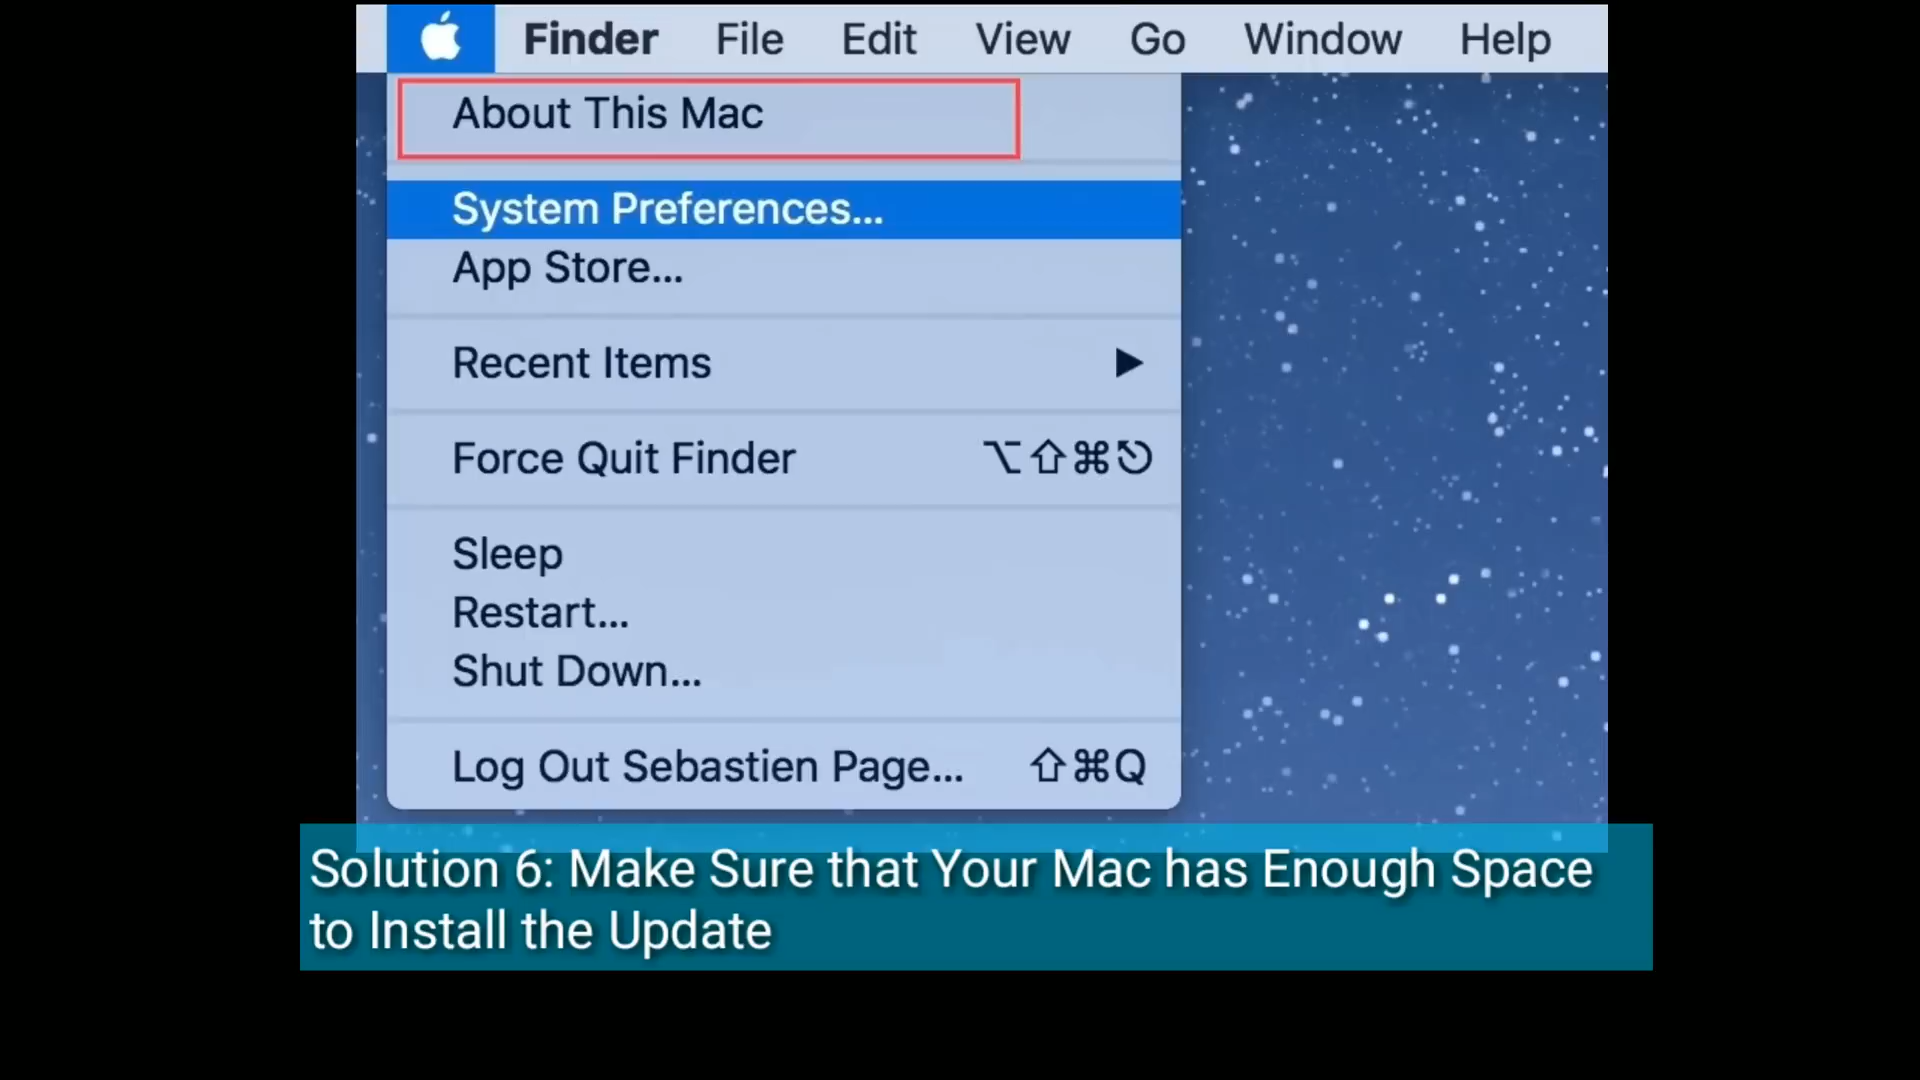 Finder File Edit View Go Window Help
About This Mac
System Preferences...
App Store...
Recent Items ▶
Force Quit Finder ⌥⇧⌘⎋
Sleep
Restart...
Shut Down...
Log Out Sebastien Page... ⇧⌘Q
Solution 6: Make Sure that Your Mac has Enough Space
to Install the Update